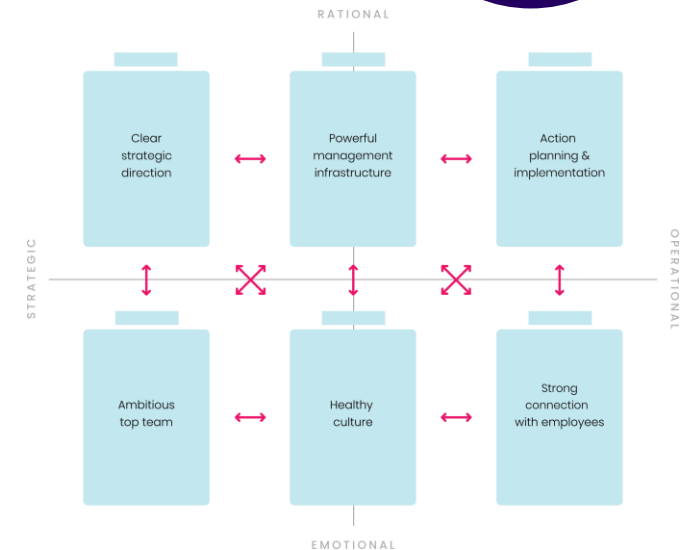 RATIONAL
Clear
strategic
direction
Powerful
management
infrastructure
Action
planning &
implementation
STRATEGIC
OPERATIONAL
Ambitious
top team
Healthy
culture
Strong
connection
with employees
EMOTIONAL